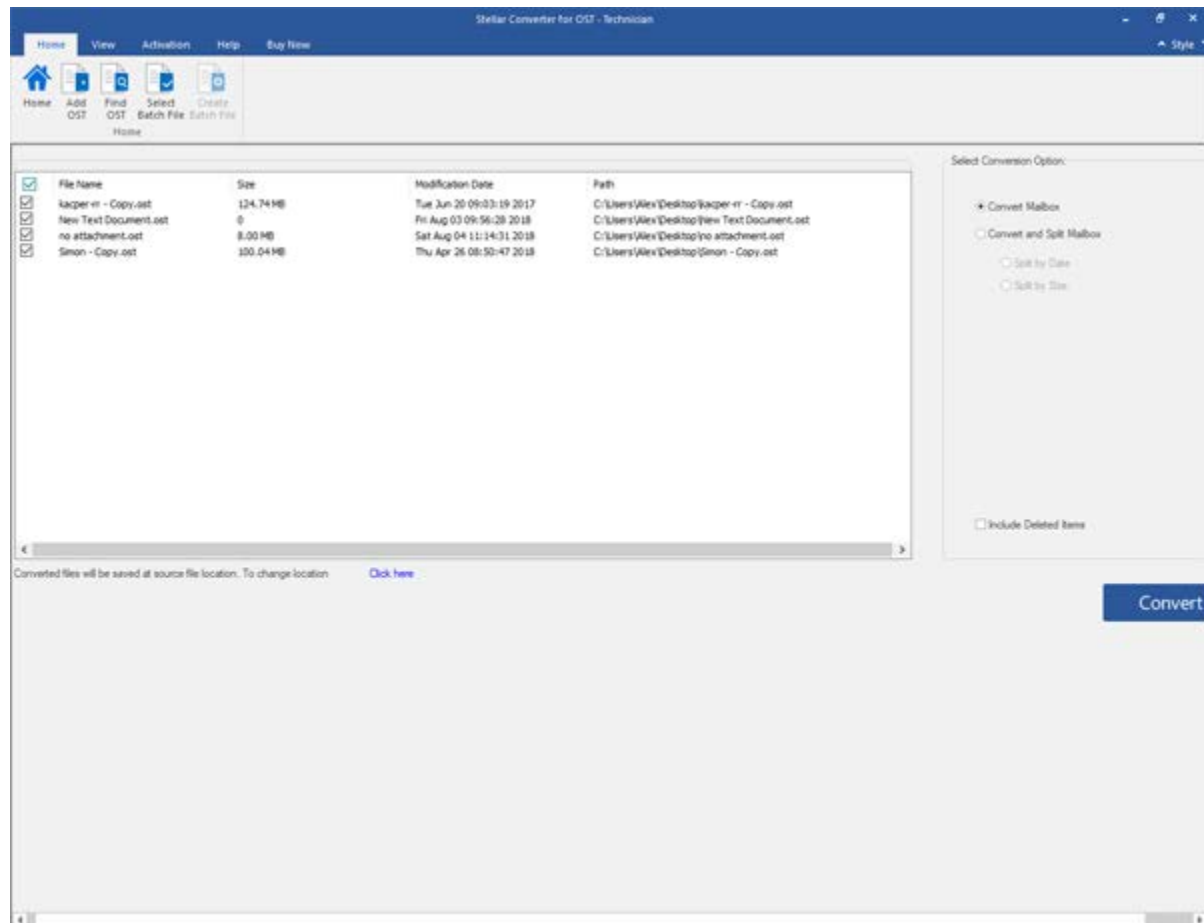 Stellar Converter for OST - Technician
Home View Activation Help Buy Now
Style
Home Add OST Find OST Select Batch File Create Batch File
Home
Select Conversion Option:
File Name Size Modification Date Path
kacper-rr - Copy.ost 124.74 MB Tue Jun 20 09:03:19 2017 C:\Users\Alex\Desktop\kacper-rr - Copy.ost
New Text Document.ost 0 Fri Aug 03 09:56:28 2018 C:\Users\Alex\Desktop\New Text Document.ost
no attachment.ost 8.00 MB Sat Aug 04 11:14:31 2018 C:\Users\Alex\Desktop\no attachment.ost
Simon - Copy.ost 100.04 MB Thu Apr 26 08:50:47 2018 C:\Users\Alex\Desktop\Simon - Copy.ost
Convert Mailbox
Convert and Split Mailbox
Split by Date
Split by Size
Include Deleted Items
Converted files will be saved at source file location. To change location Click here
Convert